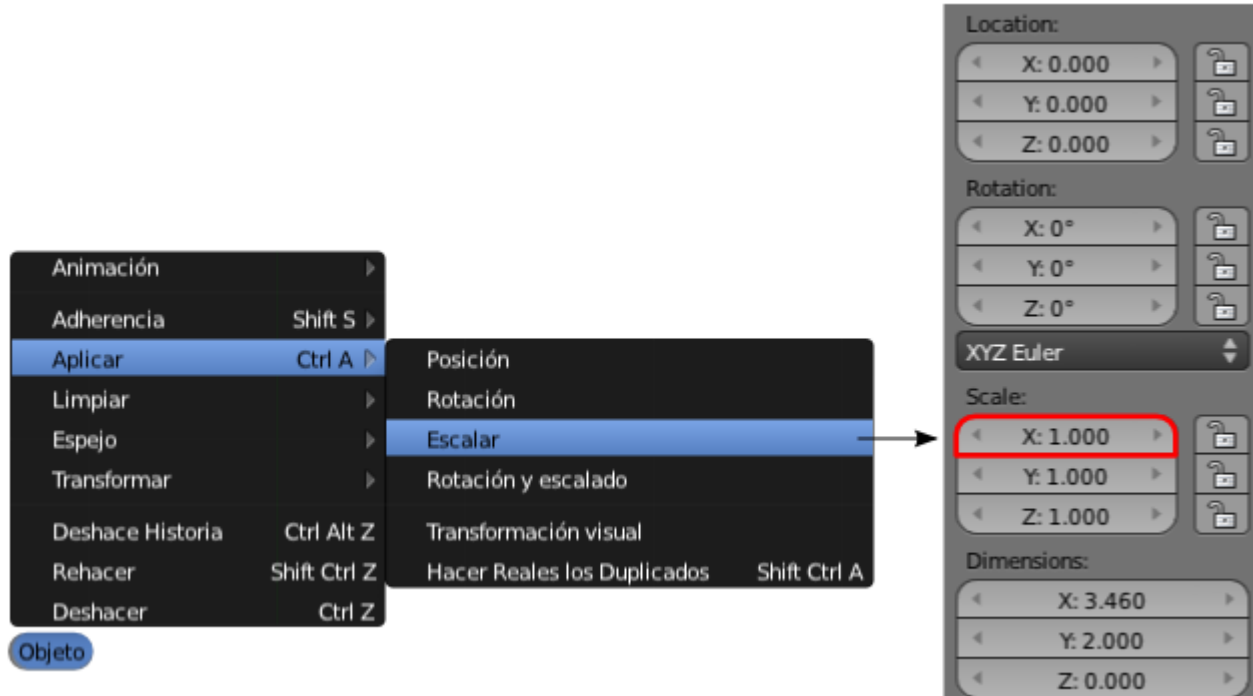 Animación
Adherencia Shift S
Aplicar Ctrl A
Limpiar
Espejo
Transformar
Deshace Historia Ctrl Alt Z
Rehacer Shift Ctrl Z
Deshacer Ctrl Z
Objeto
Posición
Rotación
Escalar
Rotación y escalado
Transformación visual
Hacer Reales los Duplicados Shift Ctrl A
Location:
X: 0.000
Y: 0.000
Z: 0.000
Rotation:
X: 0°
Y: 0°
Z: 0°
XYZ Euler
Scale:
X: 1.000
Y: 1.000
Z: 1.000
Dimensions:
X: 3.460
Y: 2.000
Z: 0.000